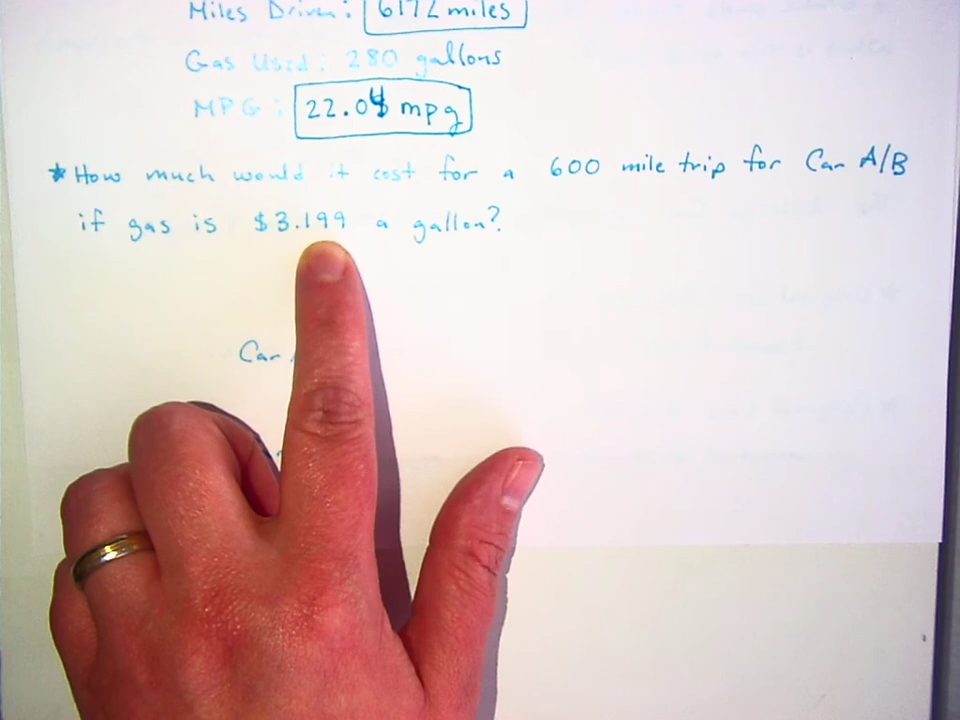 Miles Driven: 6172 miles
Gas Used: 280 gallons
MPG: 22.04 mpg
*How much would it cost for a 600 mile trip for Car A/B
if gas is $3.199 a gallon?
Car